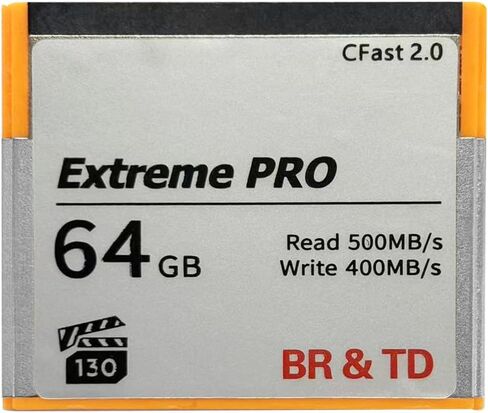 CFast 2.0
Extreme PRO
64 GB
Read 500MB/s
Write 400MB/s
130
BR & TD